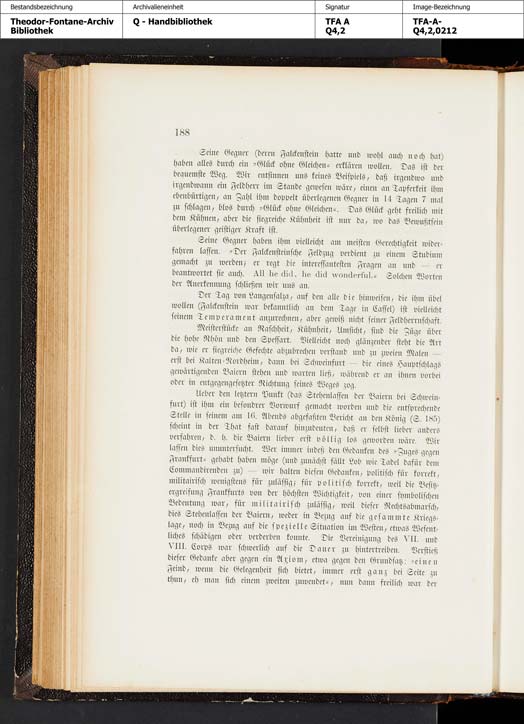 Bestandsbezeichnung
Archivalieneinheit
Signatur
Image-Bezeichnung
Theodor-Fontane-Archiv
Bibliothek
Q - Handbibliothek
TFA A
Q4,2
TFA-A-
Q4,2,0212
188
Seine Gegner (deren Falckenstein hatte und wohl auch noch hat)
haben alles durch ein »Glück ohne Gleichen« erklären wollen. Das ist der
bequemste Weg. Wir entsinnen uns keines Beispiels, daß irgendwo und
irgendwann ein Feldherr im Stande gewesen wäre, einen an Tapferkeit ihm
ebenbürtigen, an Zahl ihm doppelt überlegenen Gegner in 14 Tagen 7 mal
zu schlagen, blos durch »Glück ohne Gleichen«. Das Glück geht freilich mit
dem Kühnen, aber die siegreiche Kühnheit ist nur da, wo das Bewußtsein
überlegener geistiger Kraft ist.
Seine Gegner haben ihm vielleicht am meisten Gerechtigkeit wider-
fahren lassen. »Der Falckensteinsche Feldzug verdient zu einem Studium
gemacht zu werden; er regt die interessantesten Fragen an und — er
beantwortet sie auch. All he did, he did wonderful.« Solchen Worten
der Anerkennung schließen wir uns an.
Der Tag von Langensalza, auf den alle die hinweisen, die ihm übel
wollen (Falckenstein war bekanntlich an dem Tage in Cassel) ist vielleicht
seinem Temperament anzurechnen, aber gewiß nicht seiner Feldherrnschaft.
Meisterstücke an Raschheit, Kühnheit, Umsicht, sind die Züge über
die hohe Rhön und den Spessart. Vielleicht noch glänzender steht die Art
da, wie er siegreiche Gefechte abzubrechen verstand und zu zweien Malen —
erst bei Kalten-Nordheim, dann bei Schweinfurt — die eines Hauptschlags
gewärtigenden Baiern stehen und warten ließ, während er an ihnen vorbei
oder in entgegengesetzter Richtung seines Weges zog.
Ueber den letztern Punkt (das Stehenlassen der Baiern bei Schwein-
furt) ist ihm ein besondrer Vorwurf gemacht worden und die entsprechende
Stelle in seinem am 16. Abends abgefaßten Bericht an den König (S. 185)
scheint in der That fast darauf hinzudeuten, daß er selbst lieber anders
verfahren, d. h. die Baiern lieber erst völlig los geworden wäre. Wir
lassen dies ununtersucht. Wer immer indeß den Gedanken des »Zuges gegen
Frankfurt« gehabt haben möge (und zunächst fällt Lob wie Tadel dafür dem
Commandirenden zu) — wir halten diesen Gedanken, politisch für korrekt,
militairisch wenigstens für zulässig; für politisch korrekt, weil die Besitz-
ergreifung Frankfurts von der höchsten Wichtigkeit, von einer symbolischen
Bedeutung war, für militairisch zulässig, weil dieser Rechtsabmarsch,
dies Stehenlassen der Baiern, weder in Bezug auf die gesammte Kriegs-
lage, noch in Bezug auf die spezielle Situation im Westen, etwas Wesent-
liches schädigen oder verderben konnte. Die Vereinigung des VII. und
VIII. Corps war schwerlich auf die Dauer zu hintertreiben. Verstieß
dieser Gedanke aber gegen ein Axiom, etwa gegen den Grundsatz: »einen
Feind, wenn die Gelegenheit sich bietet, immer erst ganz bei Seite zu
thun, eh man sich einem zweiten zuwendet«, nun dann freilich war der